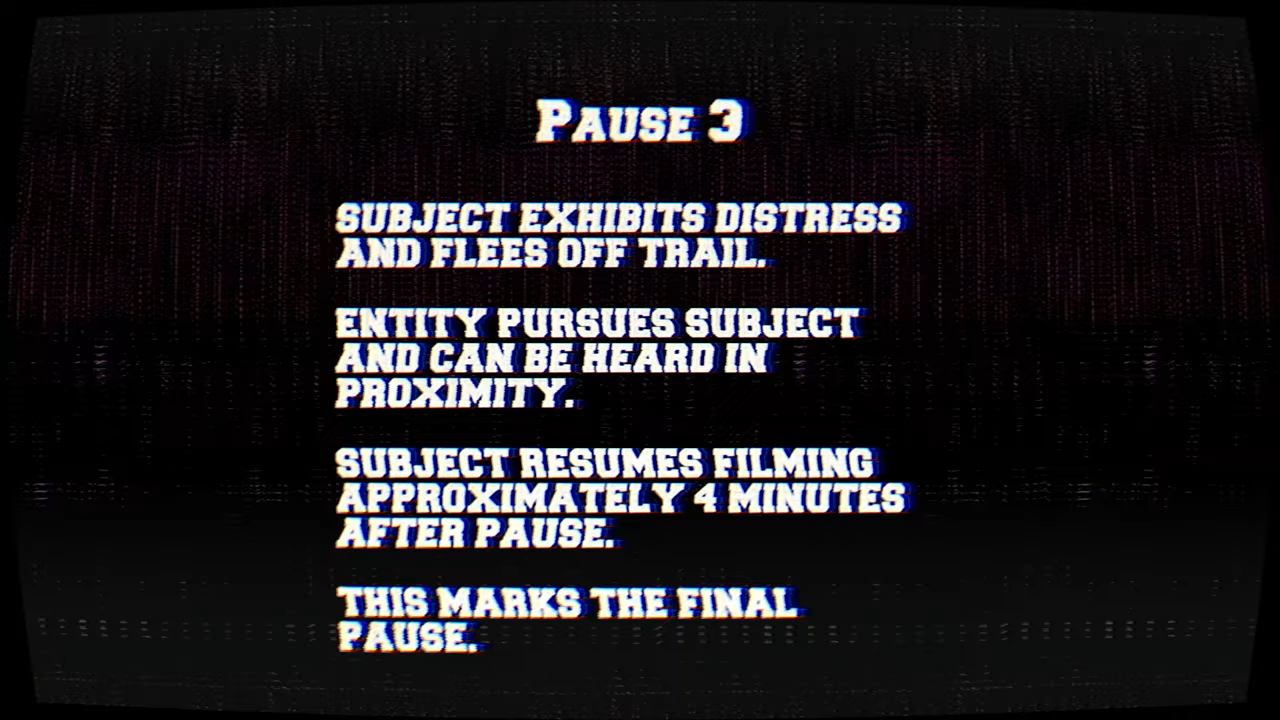 PAUSE 3
SUBJECT EXHIBITS DISTRESS
AND FLEES OFF TRAIL.
ENTITY PURSUES SUBJECT
AND CAN BE HEARD IN
PROXIMITY.
SUBJECT RESUMES FILMING
APPROXIMATELY 4 MINUTES
AFTER PAUSE.
THIS MARKS THE FINAL
PAUSE.